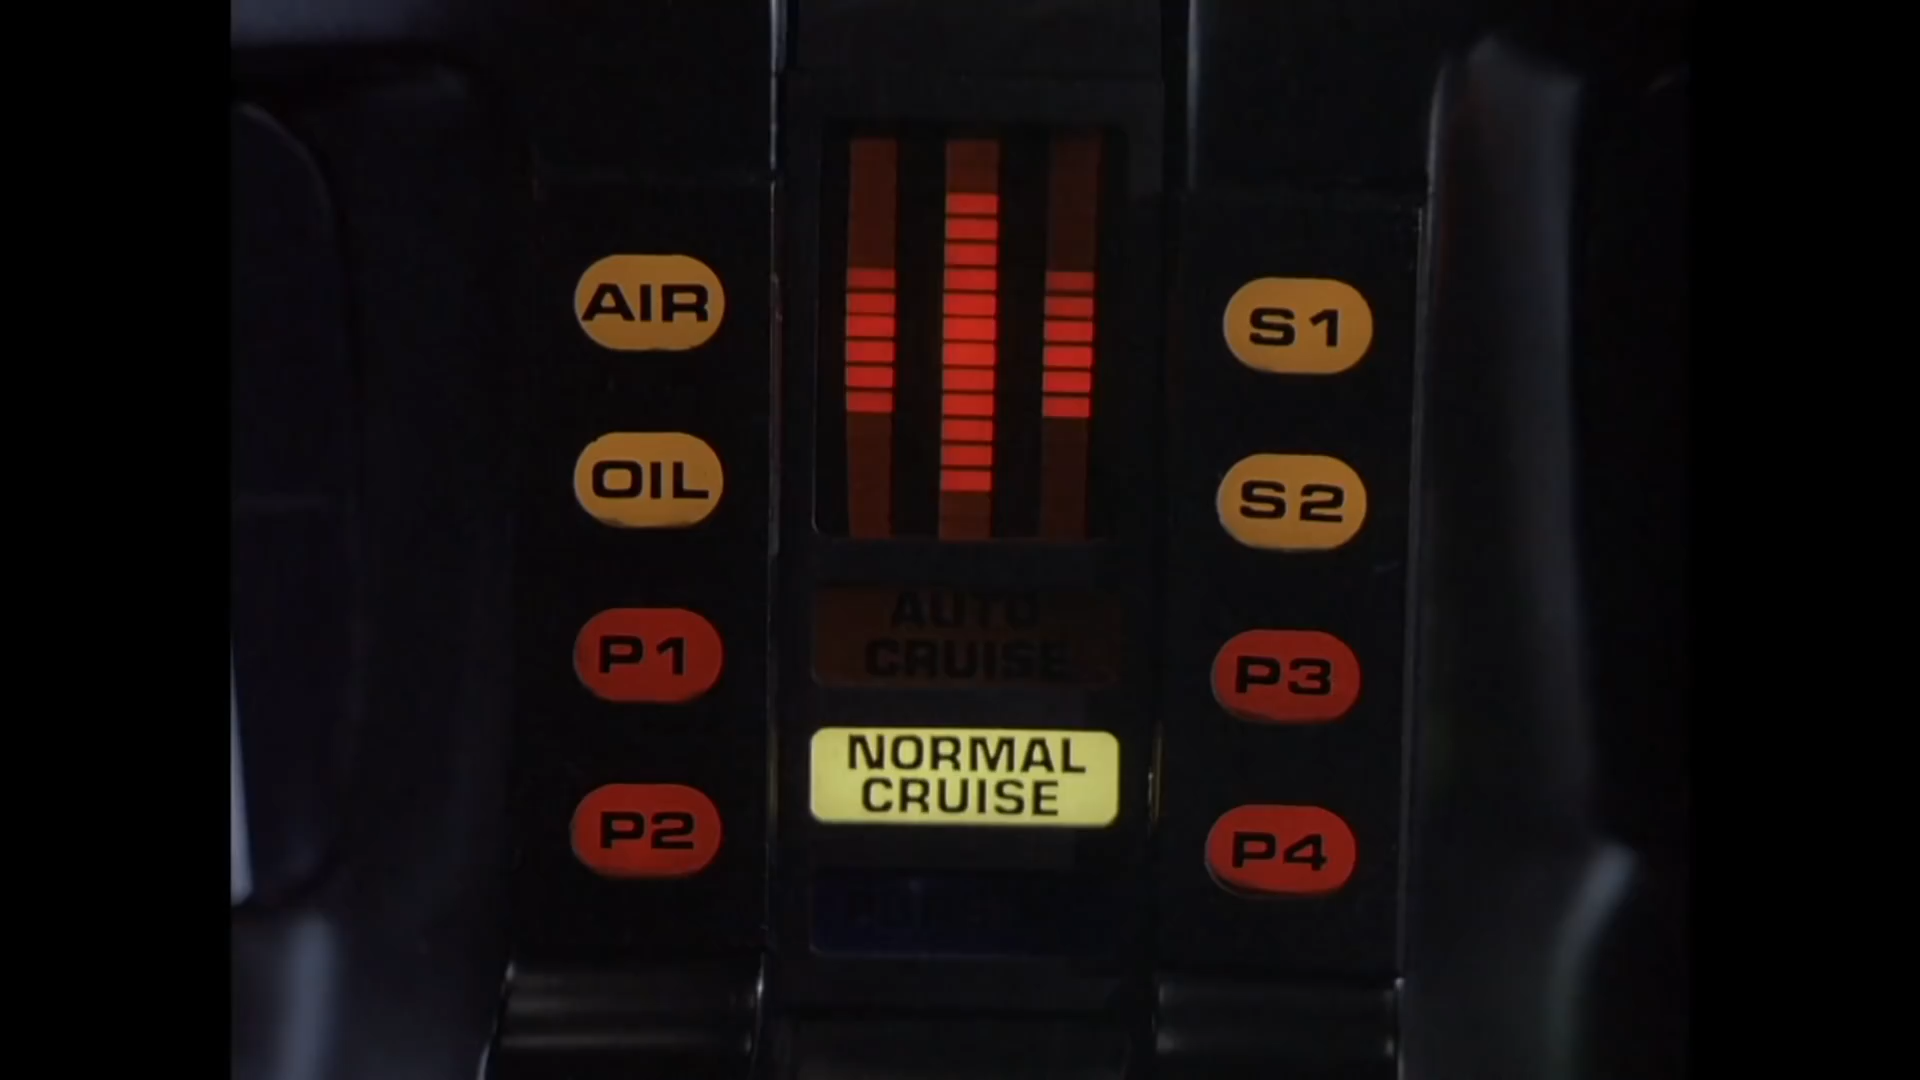 AIR
OIL
P1
P2
AUTO
CRUISE
NORMAL
CRUISE
S1
S2
P3
P4